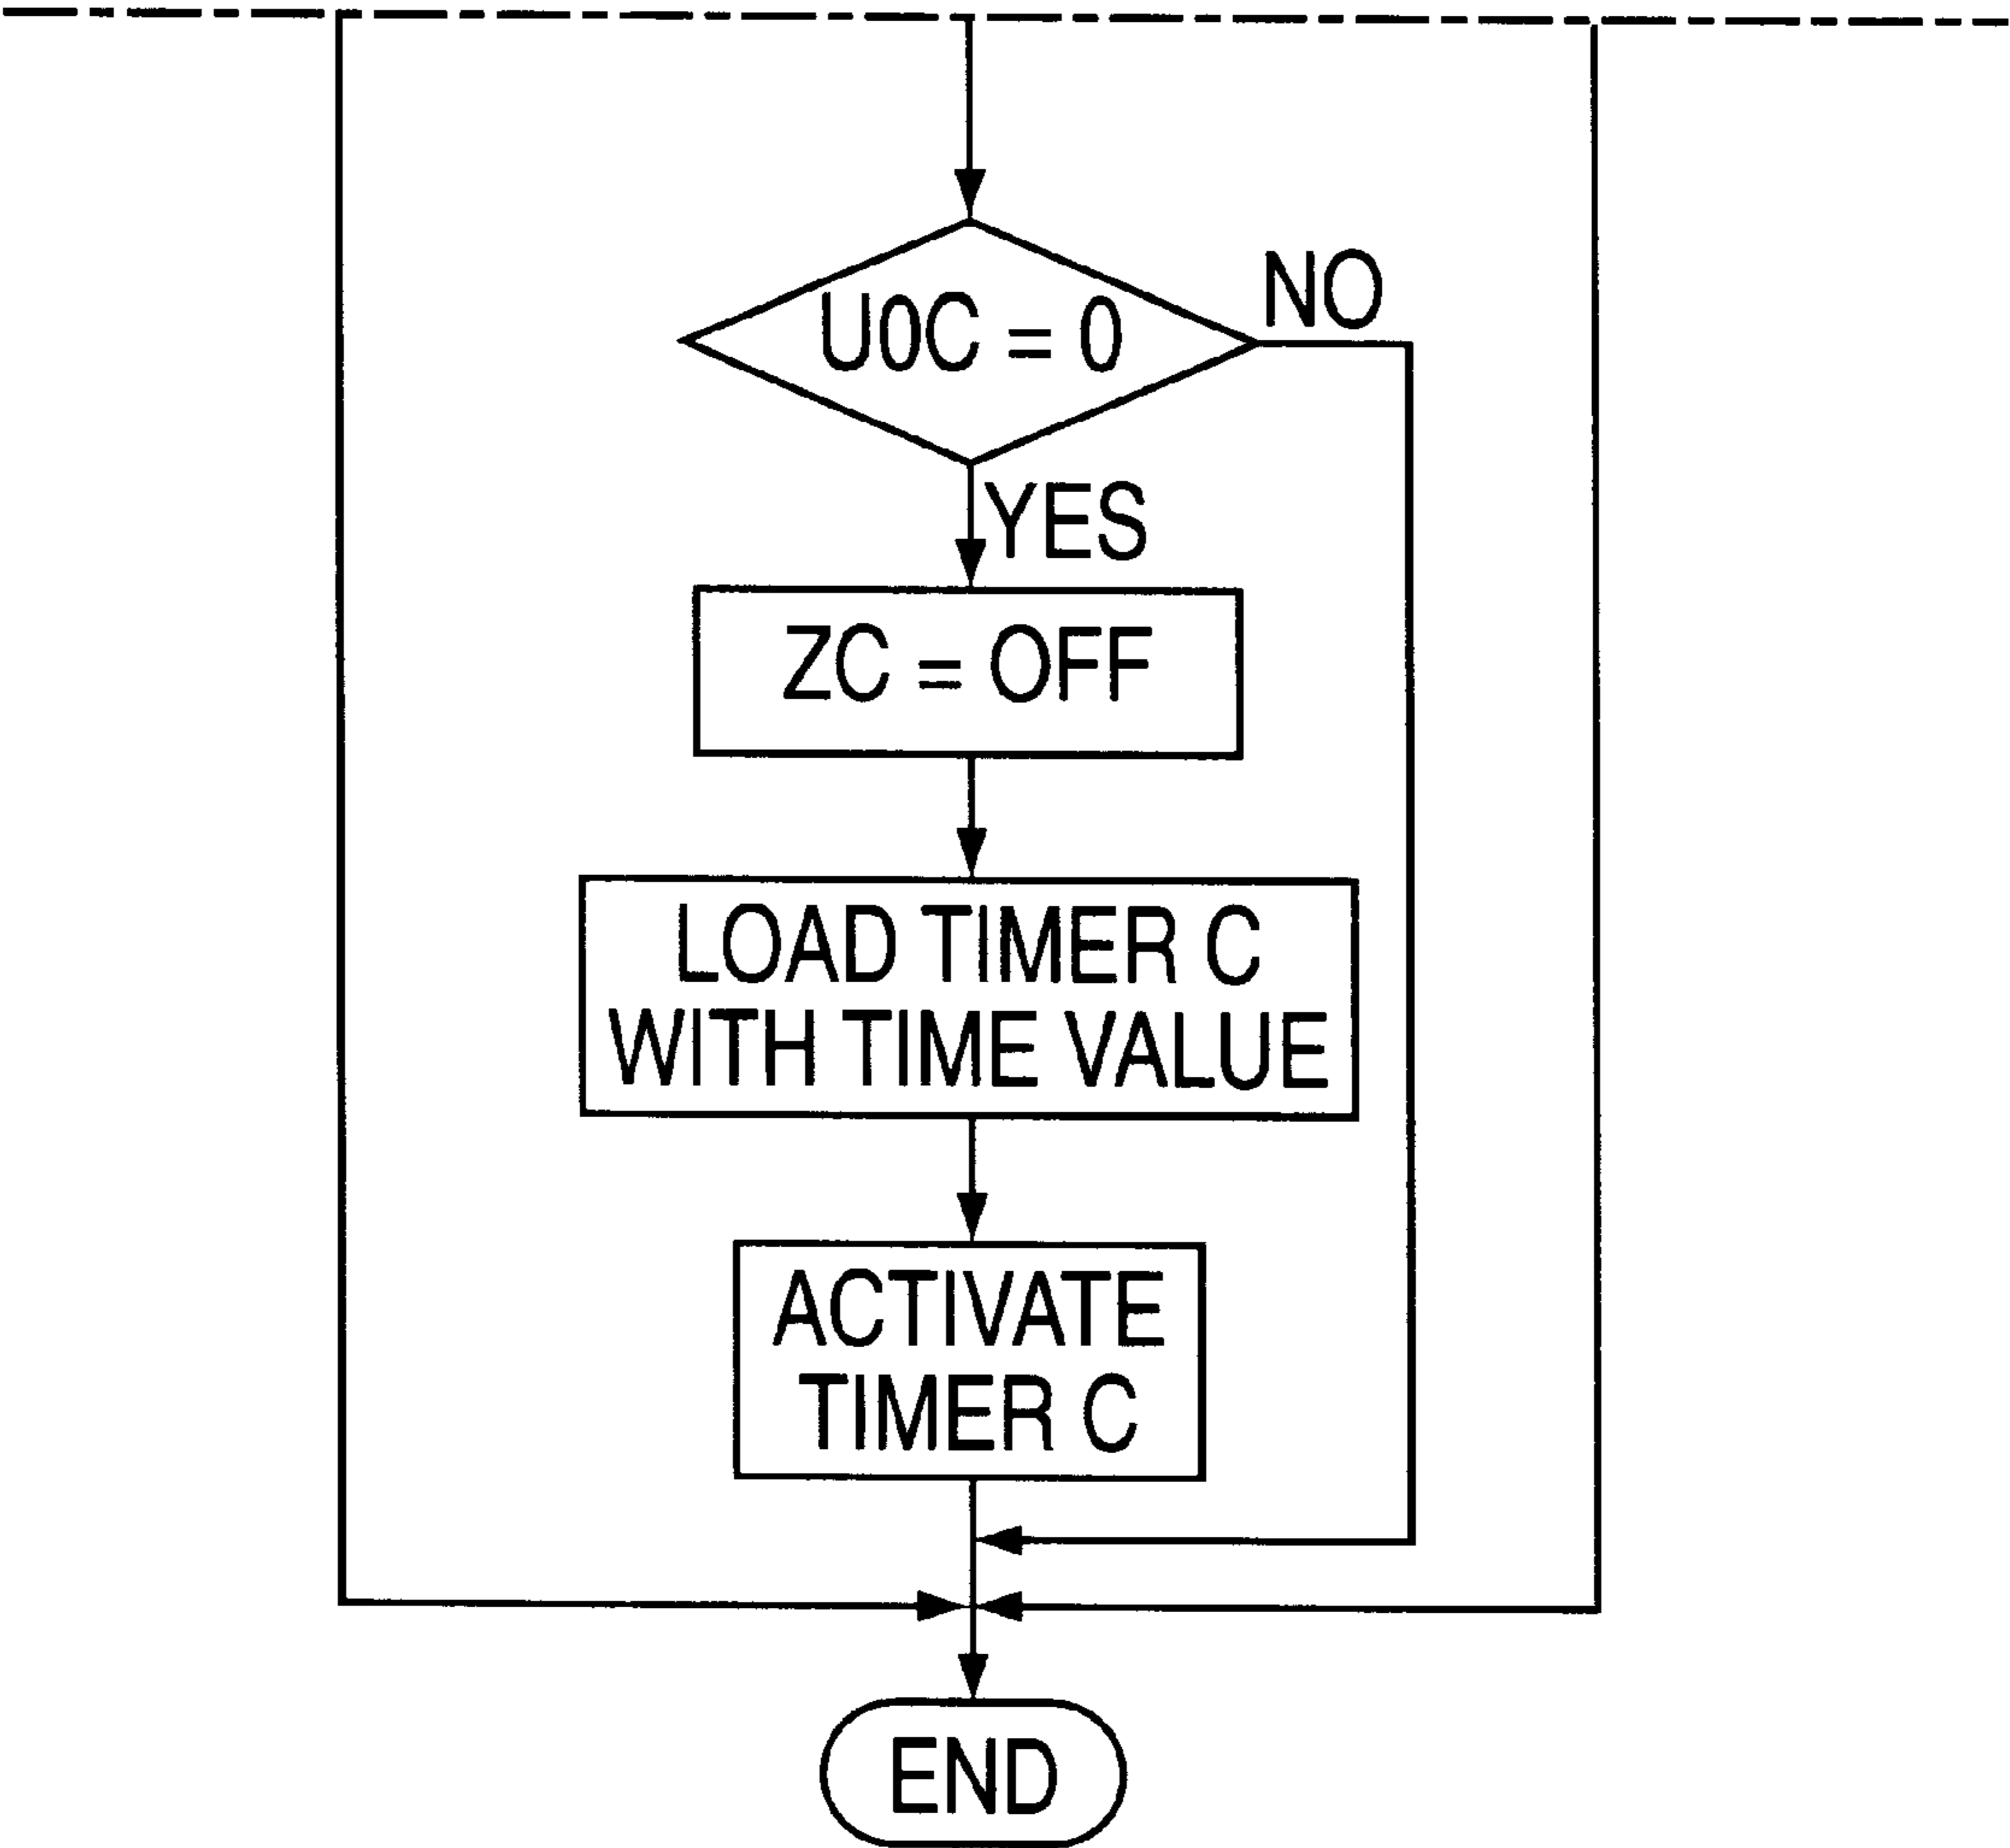 U0C = 0
NO
YES
ZC = OFF
LOAD TIMER C
WITH TIME VALUE
ACTIVATE
TIMER C
END